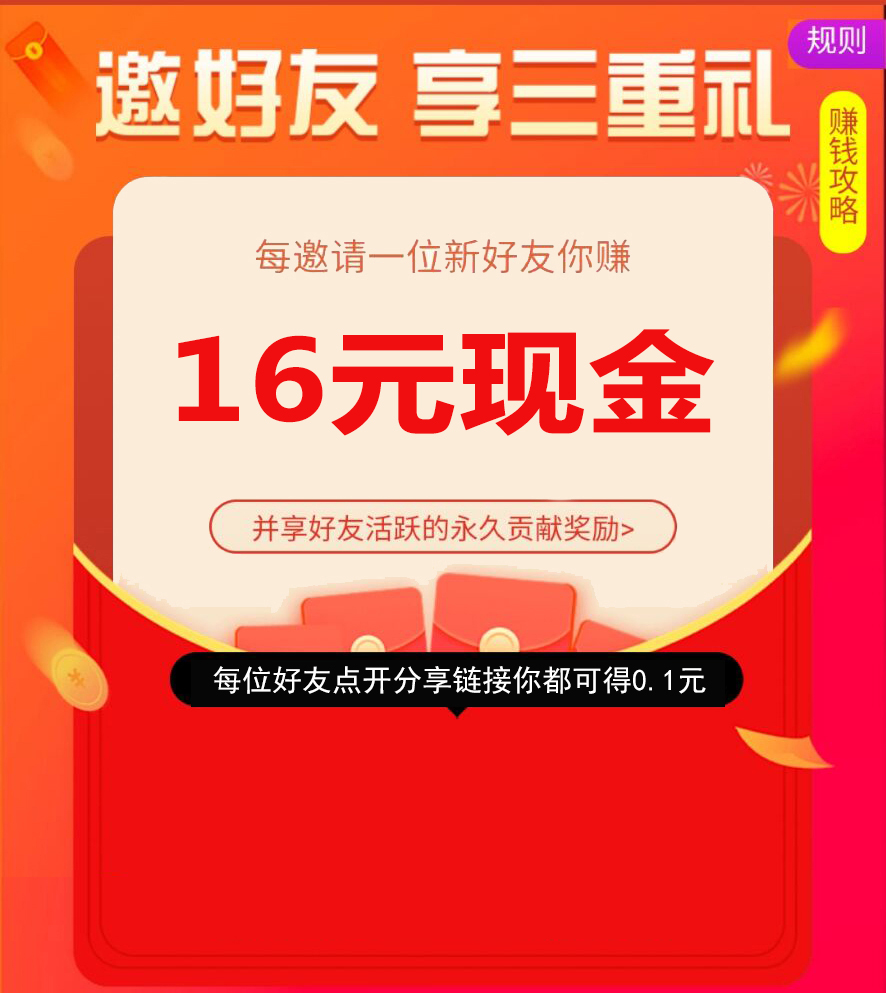 邀好友 享三重礼
规则
赚钱攻略
每邀请一位新好友你赚
16元现金
并享好友活跃的永久贡献奖励>
每位好友点开分享链接你都可得0.1元